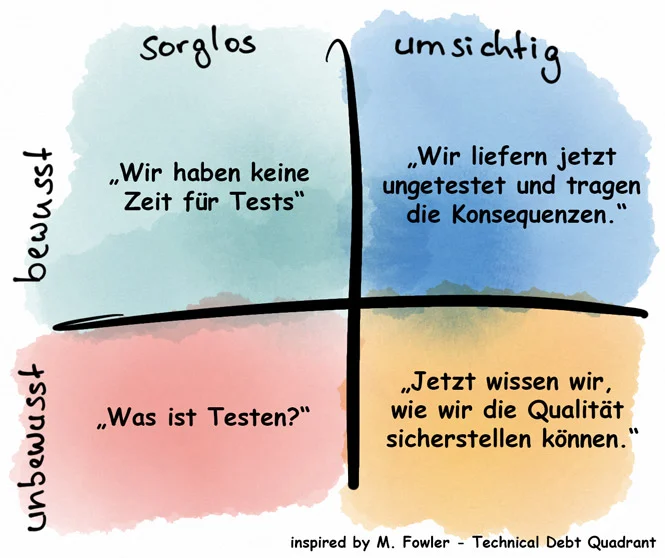 sorglos
umsichtig
bewusst
„Wir haben keine
Zeit für Tests“
„Wir liefern jetzt
ungetestet und tragen
die Konsequenzen.“
unbewusst
„Was ist Testen?“
„Jetzt wissen wir,
wie wir die Qualität
sicherstellen können.“
inspired by M. Fowler - Technical Debt Quadrant